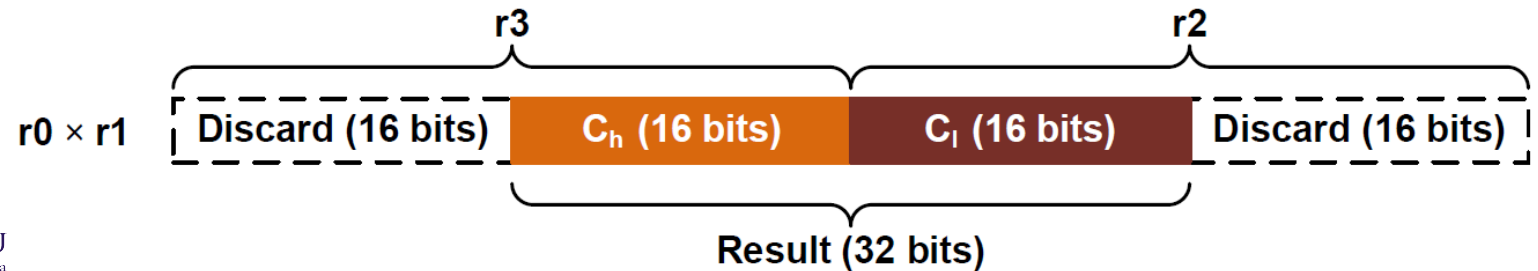 r3 r2
r0 × r1 Discard (16 bits) Cₕ (16 bits) Cₗ (16 bits) Discard (16 bits)
Result (32 bits)